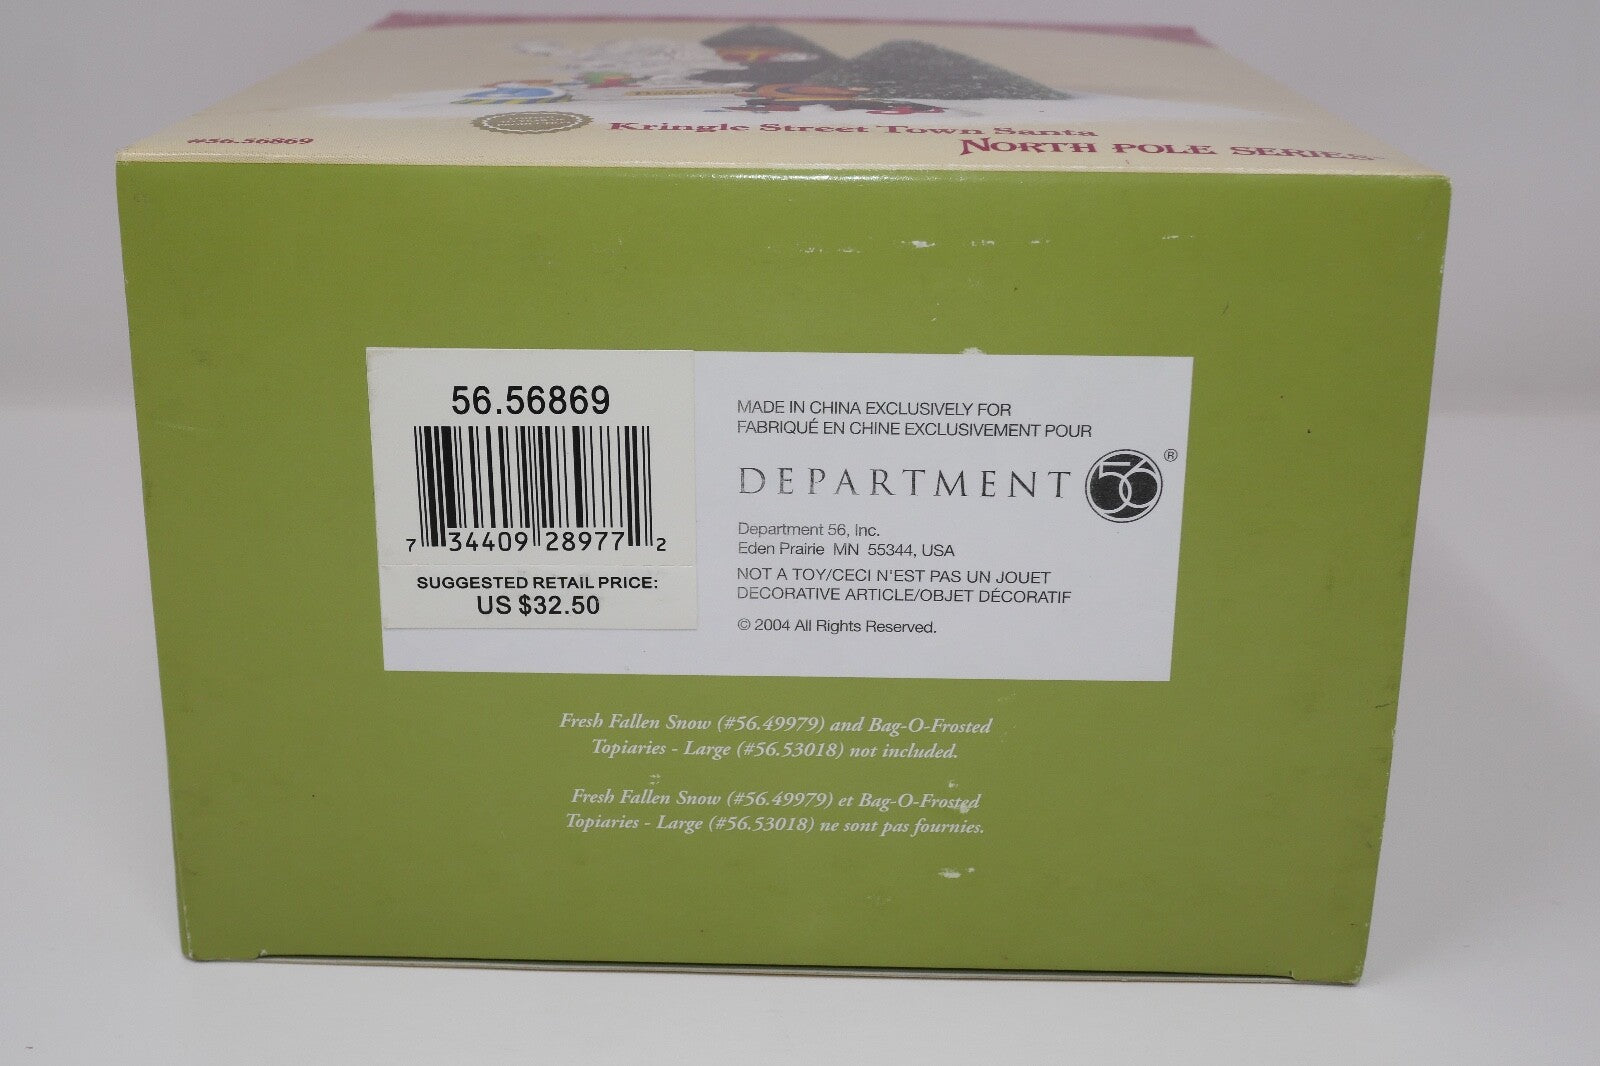 #56.56869
Kringle Street Town Santa
NORTH POLE SERIES
56.56869
7 34409 28977 2
SUGGESTED RETAIL PRICE:
US $32.50
MADE IN CHINA EXCLUSIVELY FOR
FABRIQUÉ EN CHINE EXCLUSIVEMENT POUR
DEPARTMENT 56 ®
Department 56, Inc.
Eden Prairie MN 55344, USA
NOT A TOY/CECI N'EST PAS UN JOUET
DECORATIVE ARTICLE/OBJET DÉCORATIF
© 2004 All Rights Reserved.
Fresh Fallen Snow (#56.49979) and Bag-O-Frosted
Topiaries - Large (#56.53018) not included.
Fresh Fallen Snow (#56.49979) et Bag-O-Frosted
Topiaries - Large (#56.53018) ne sont pas fournies.